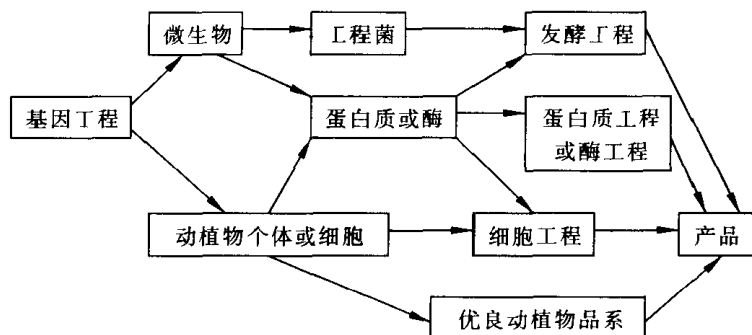 微生物
工程菌
发酵工程
基因工程
蛋白质或酶
蛋白质工程
或酶工程
动植物个体或细胞
细胞工程
产品
优良动植物品系